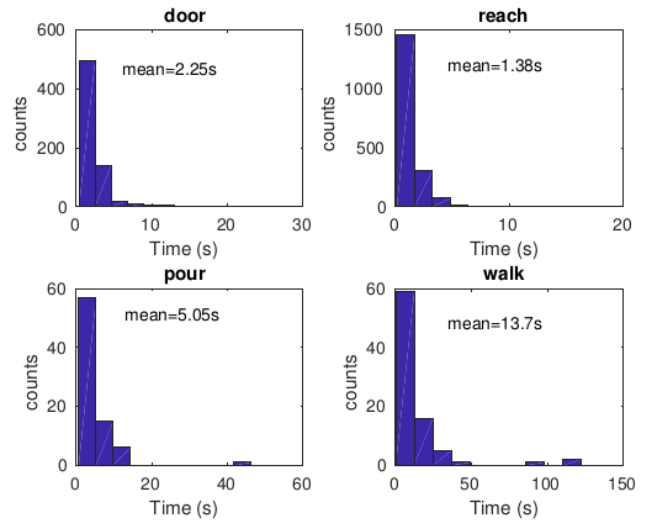 door
mean=2.25s
600
400
200
0
counts
0 10 20 30
Time (s)
reach
mean=1.38s
1500
1000
500
0
counts
0 10 20
Time (s)
pour
mean=5.05s
60
40
20
0
counts
0 20 40 60
Time (s)
walk
mean=13.7s
60
40
20
0
counts
0 50 100 150
Time (s)